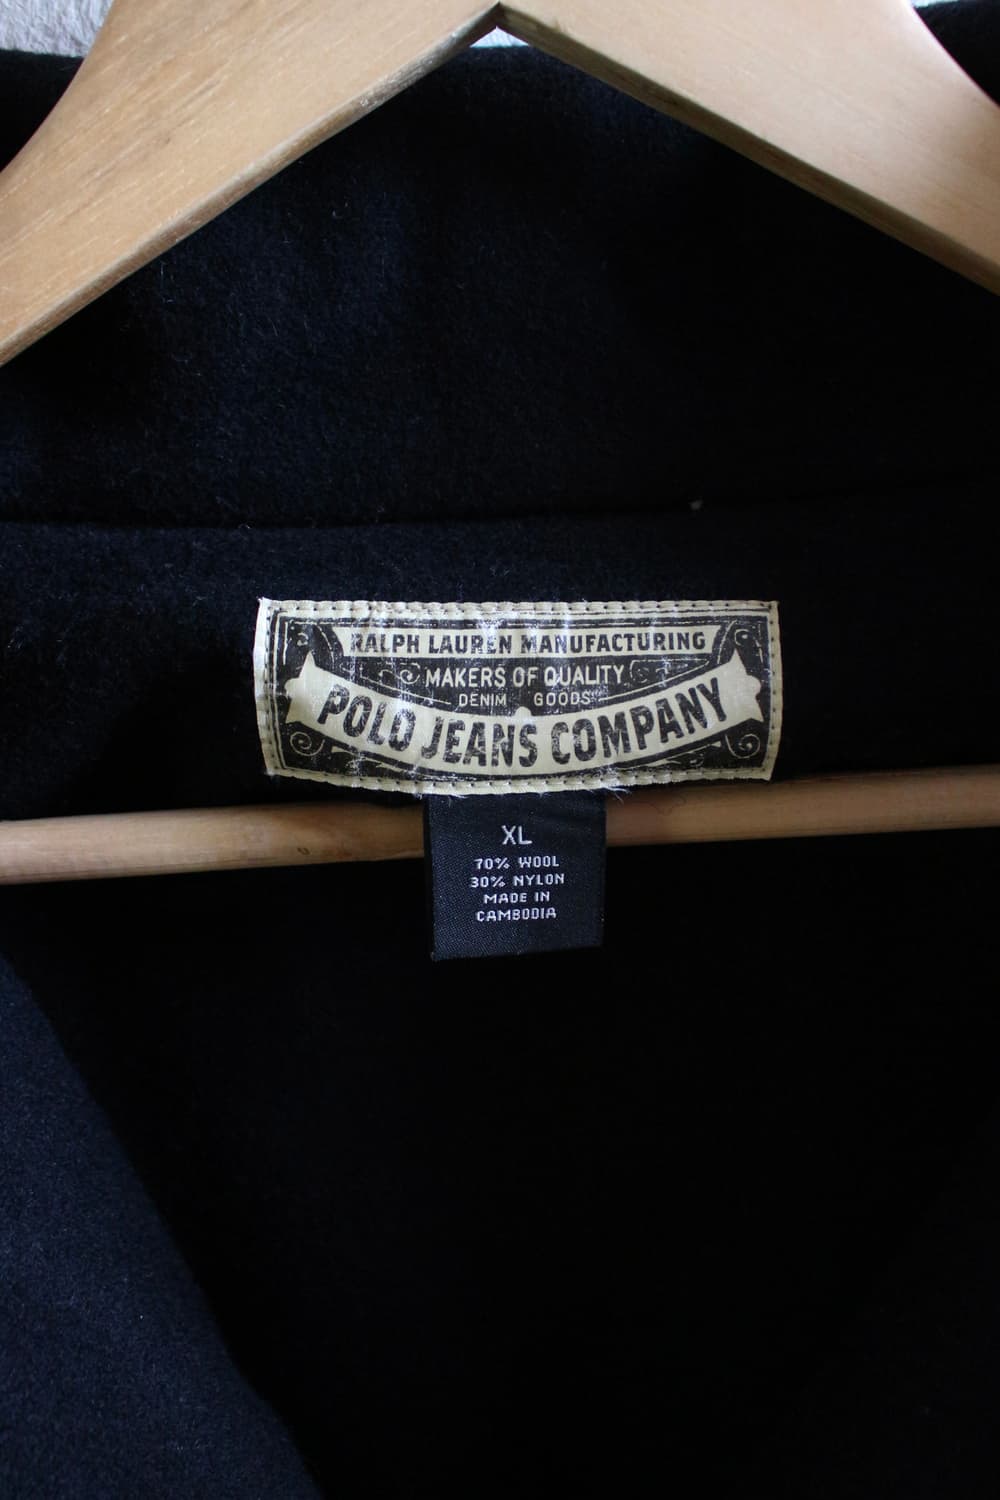 RALPH LAUREN MANUFACTURING
MAKERS OF QUALITY
DENIM GOODS
POLO JEANS COMPANY
XL
70% WOOL
30% NYLON
MADE IN
CAMBODIA